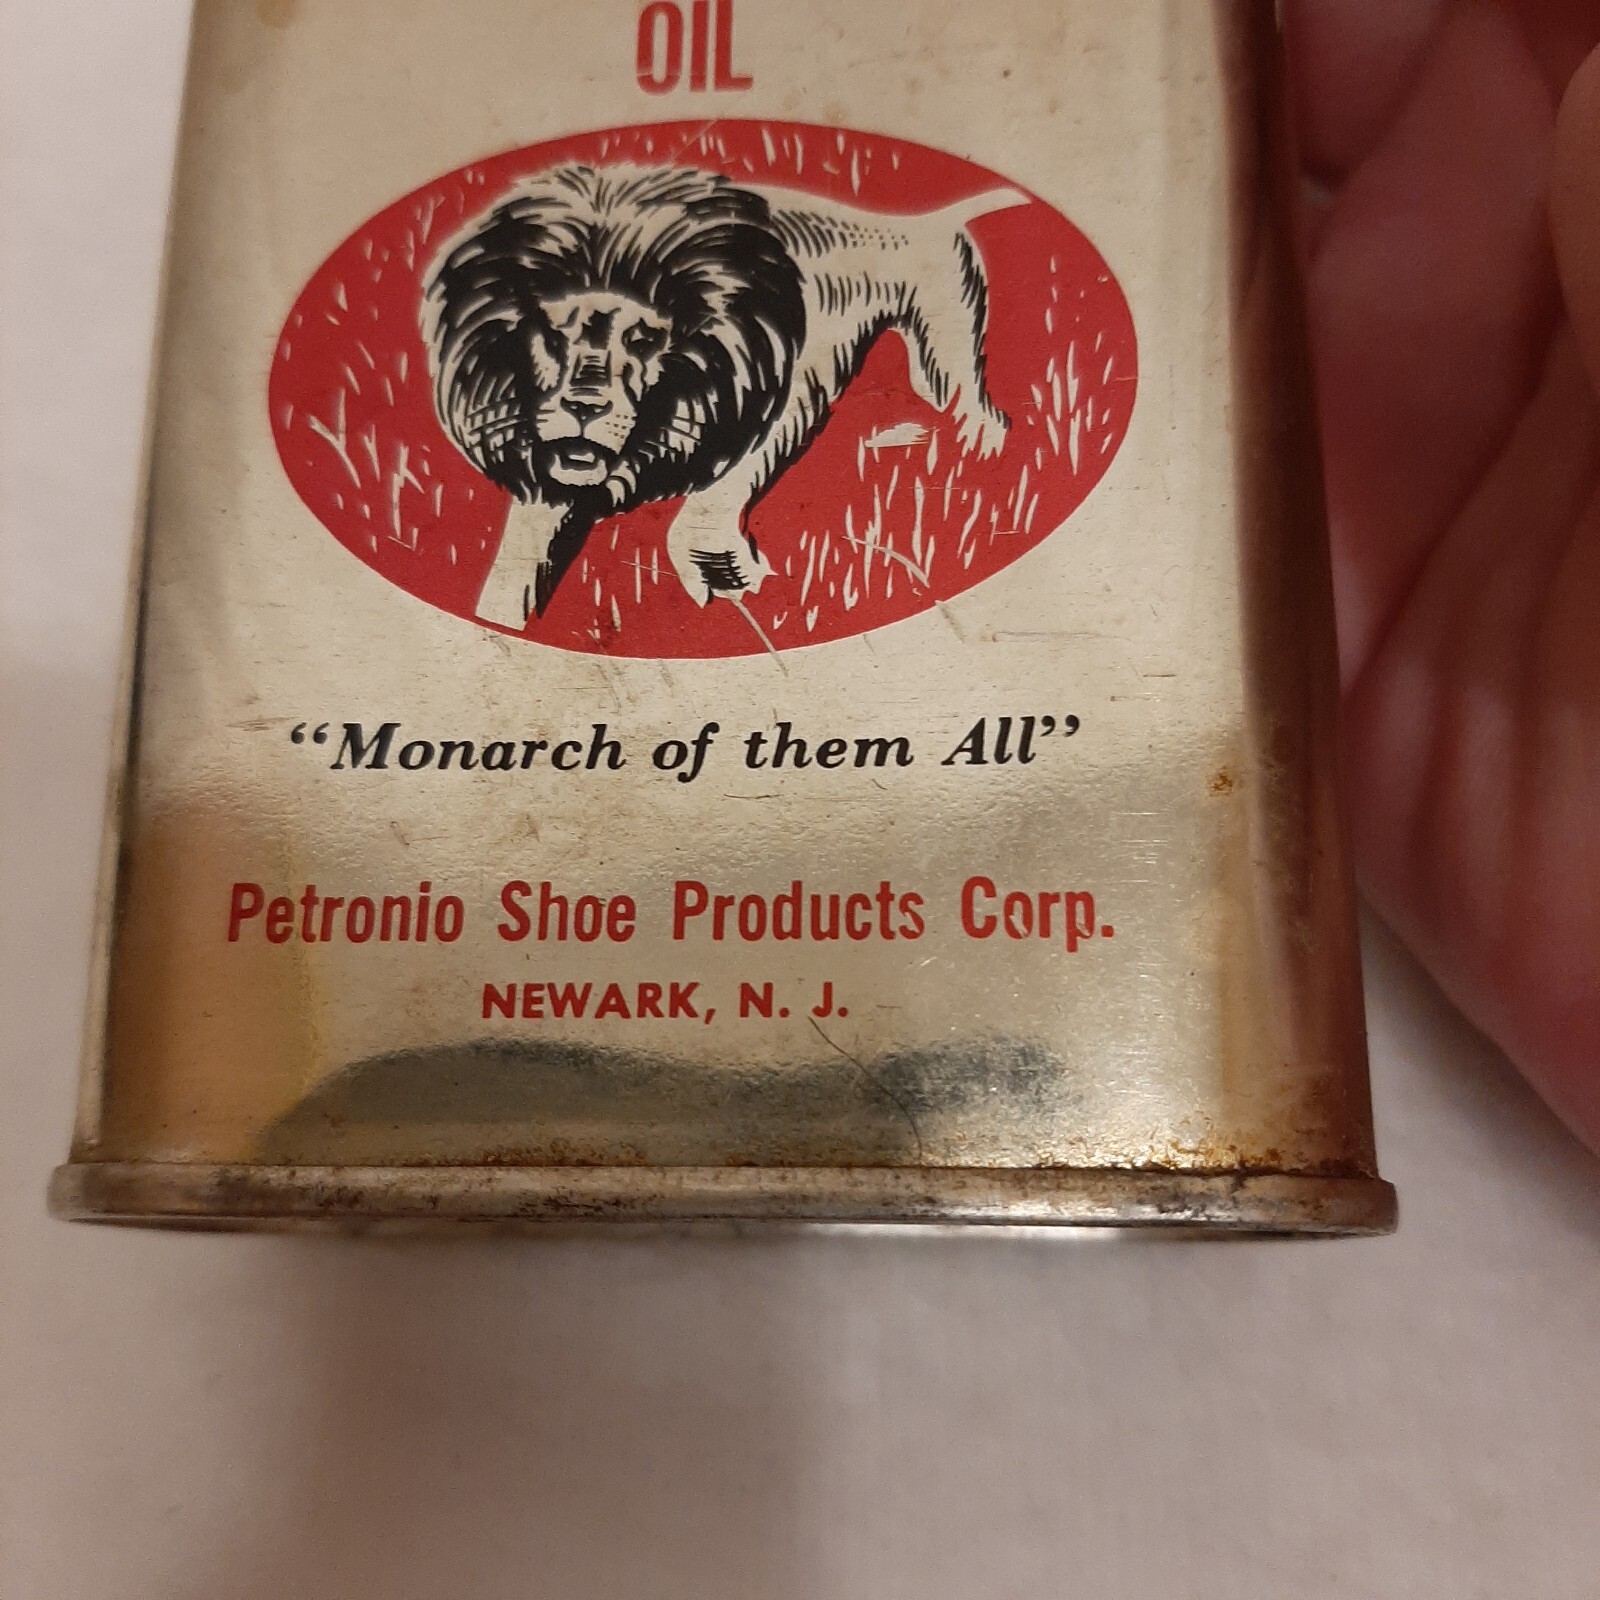 OIL
“Monarch of them All”
Petronio Shoe Products Corp.
NEWARK, N. J.